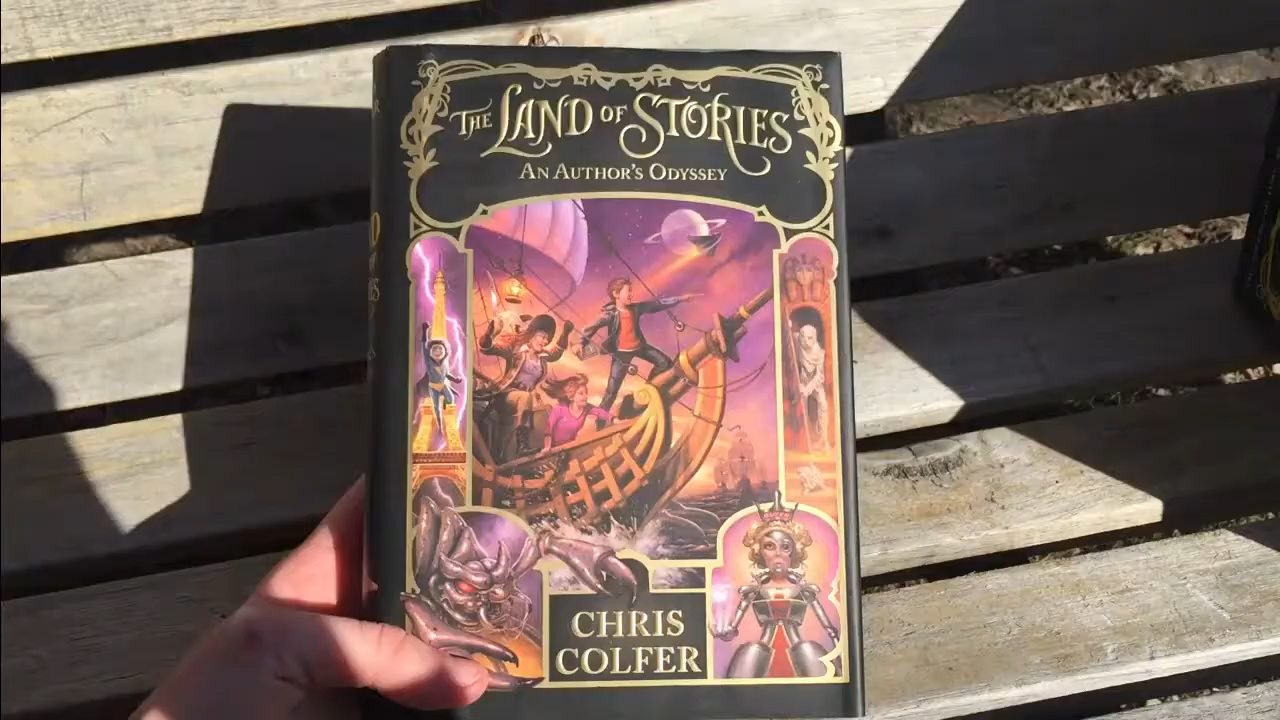 THE LAND OF STORIES
AN AUTHOR'S ODYSSEY
CHRIS
COLFER